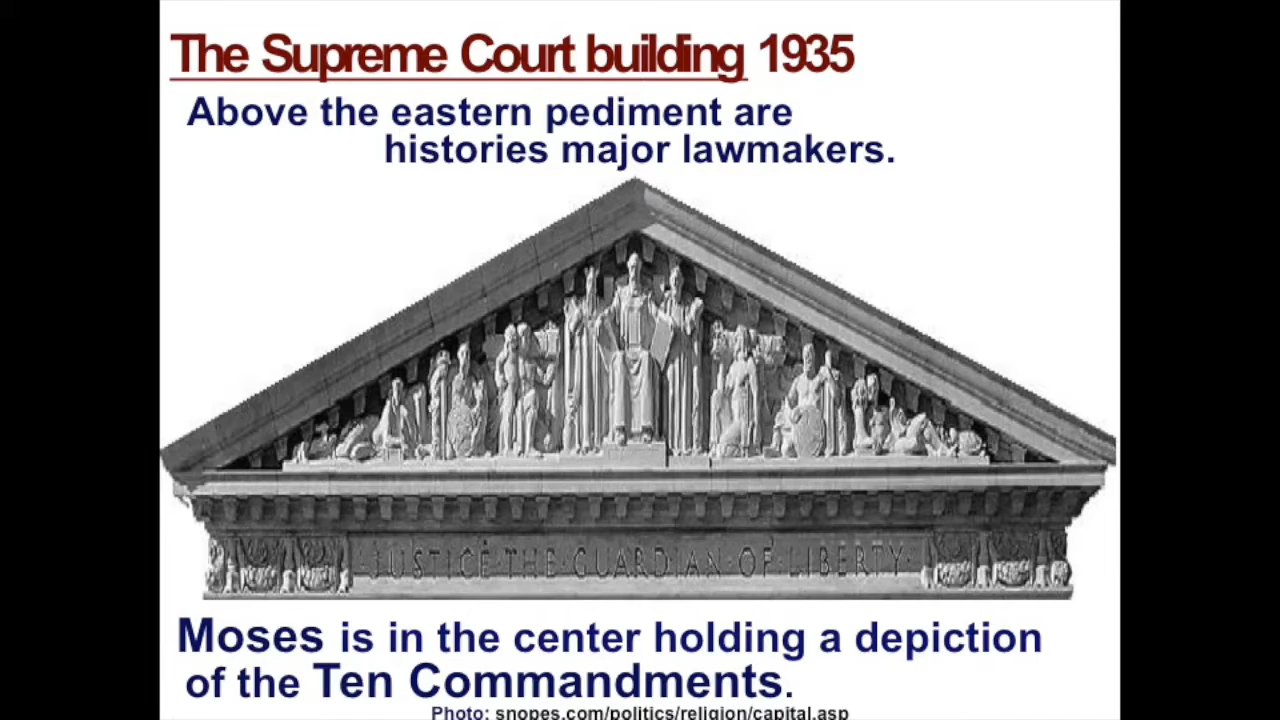 The Supreme Court building 1935
Above the eastern pediment are
histories major lawmakers.
JUSTICE THE GUARDIAN OF LIBERTY
Moses is in the center holding a depiction
of the Ten Commandments.
Photo: snopes.com/politics/religion/capital.asp